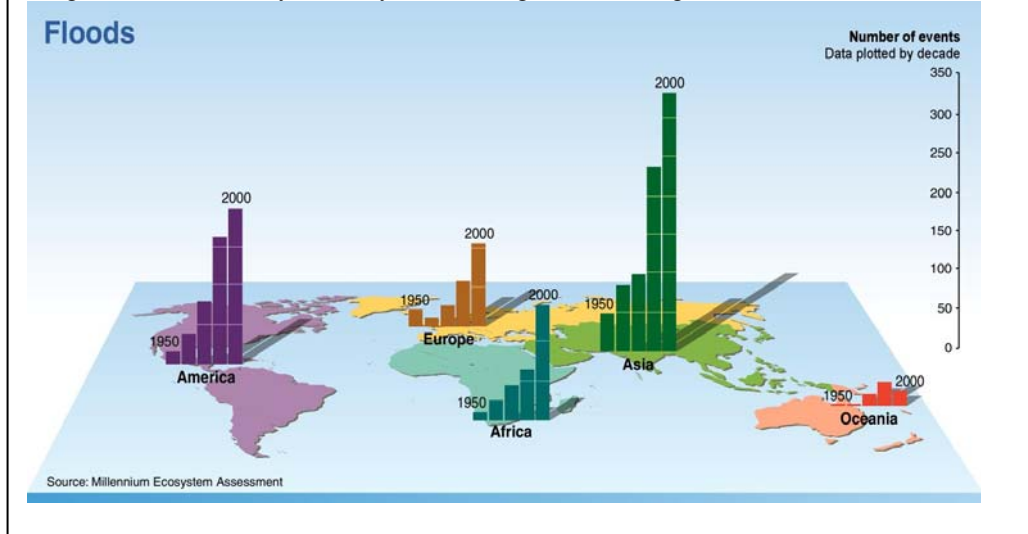 Floods
Number of events
Data plotted by decade
350
300
250
200
150
100
50
0
2000
1950
America
2000
1950
Europe
2000
1950
Africa
2000
1950
Asia
2000
1950
Oceania
Source: Millennium Ecosystem Assessment